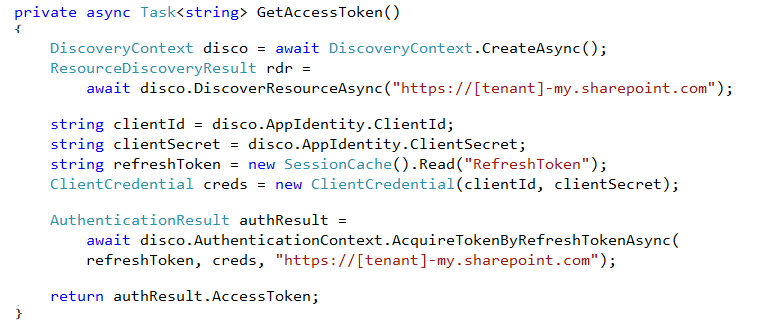 private async Task<string> GetAccessToken()
{
    DiscoveryContext disco = await DiscoveryContext.CreateAsync();
    ResourceDiscoveryResult rdr =
        await disco.DiscoverResourceAsync("https://[tenant]-my.sharepoint.com");

    string clientId = disco.AppIdentity.ClientId;
    string clientSecret = disco.AppIdentity.ClientSecret;
    string refreshToken = new SessionCache().Read("RefreshToken");
    ClientCredential creds = new ClientCredential(clientId, clientSecret);

    AuthenticationResult authResult =
        await disco.AuthenticationContext.AcquireTokenByRefreshTokenAsync(
        refreshToken, creds, "https://[tenant]-my.sharepoint.com");

    return authResult.AccessToken;
}